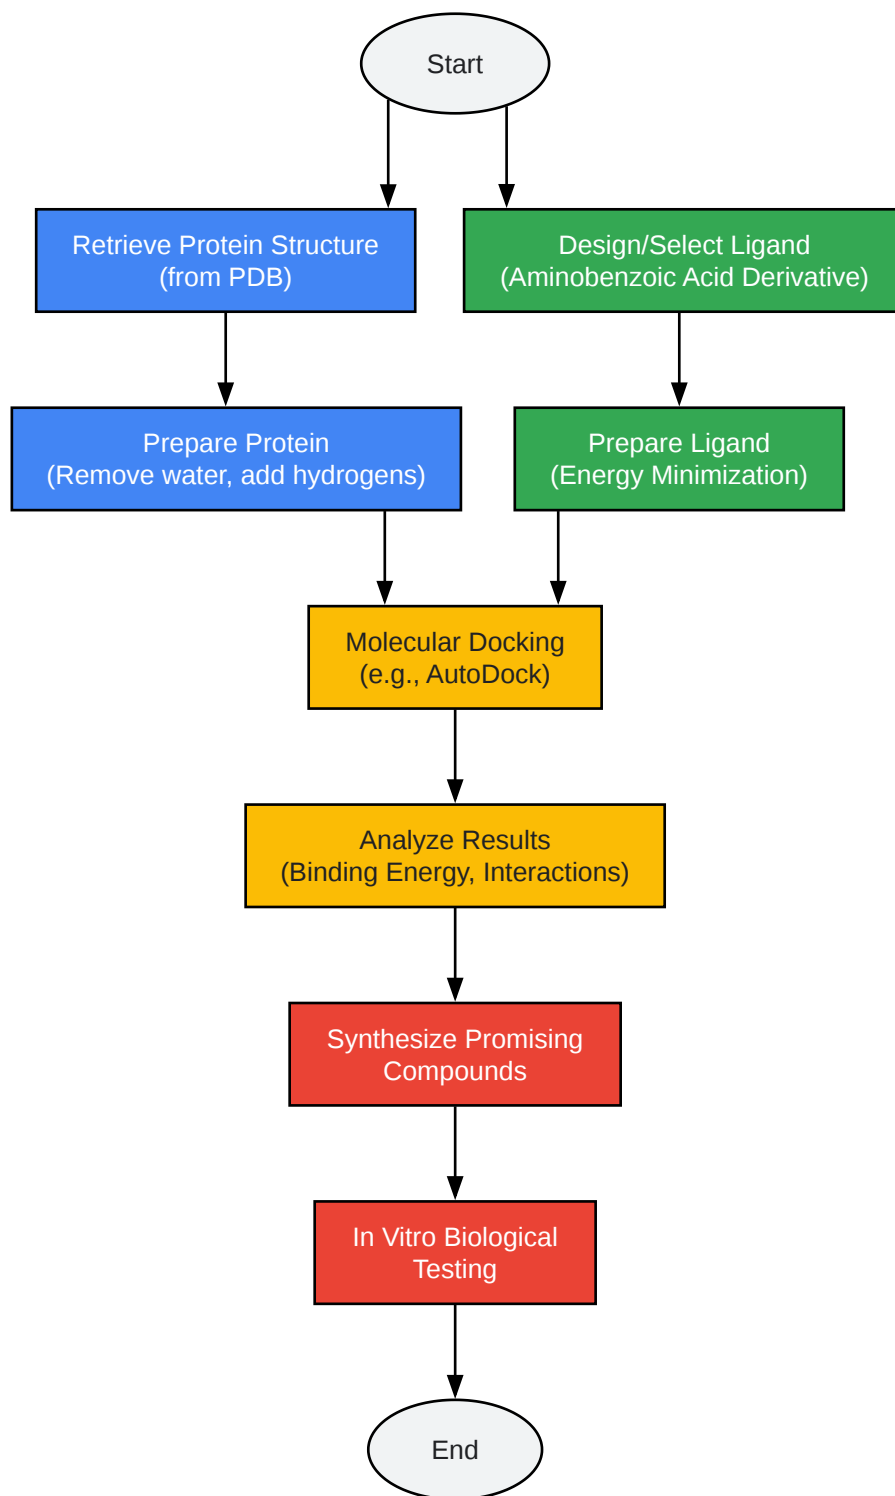 Start
Retrieve Protein Structure
(from PDB)
Design/Select Ligand
(Aminobenzoic Acid Derivative)
Prepare Protein
(Remove water, add hydrogens)
Prepare Ligand
(Energy Minimization)
Molecular Docking
(e.g., AutoDock)
Analyze Results
(Binding Energy, Interactions)
Synthesize Promising
Compounds
In Vitro Biological
Testing
End